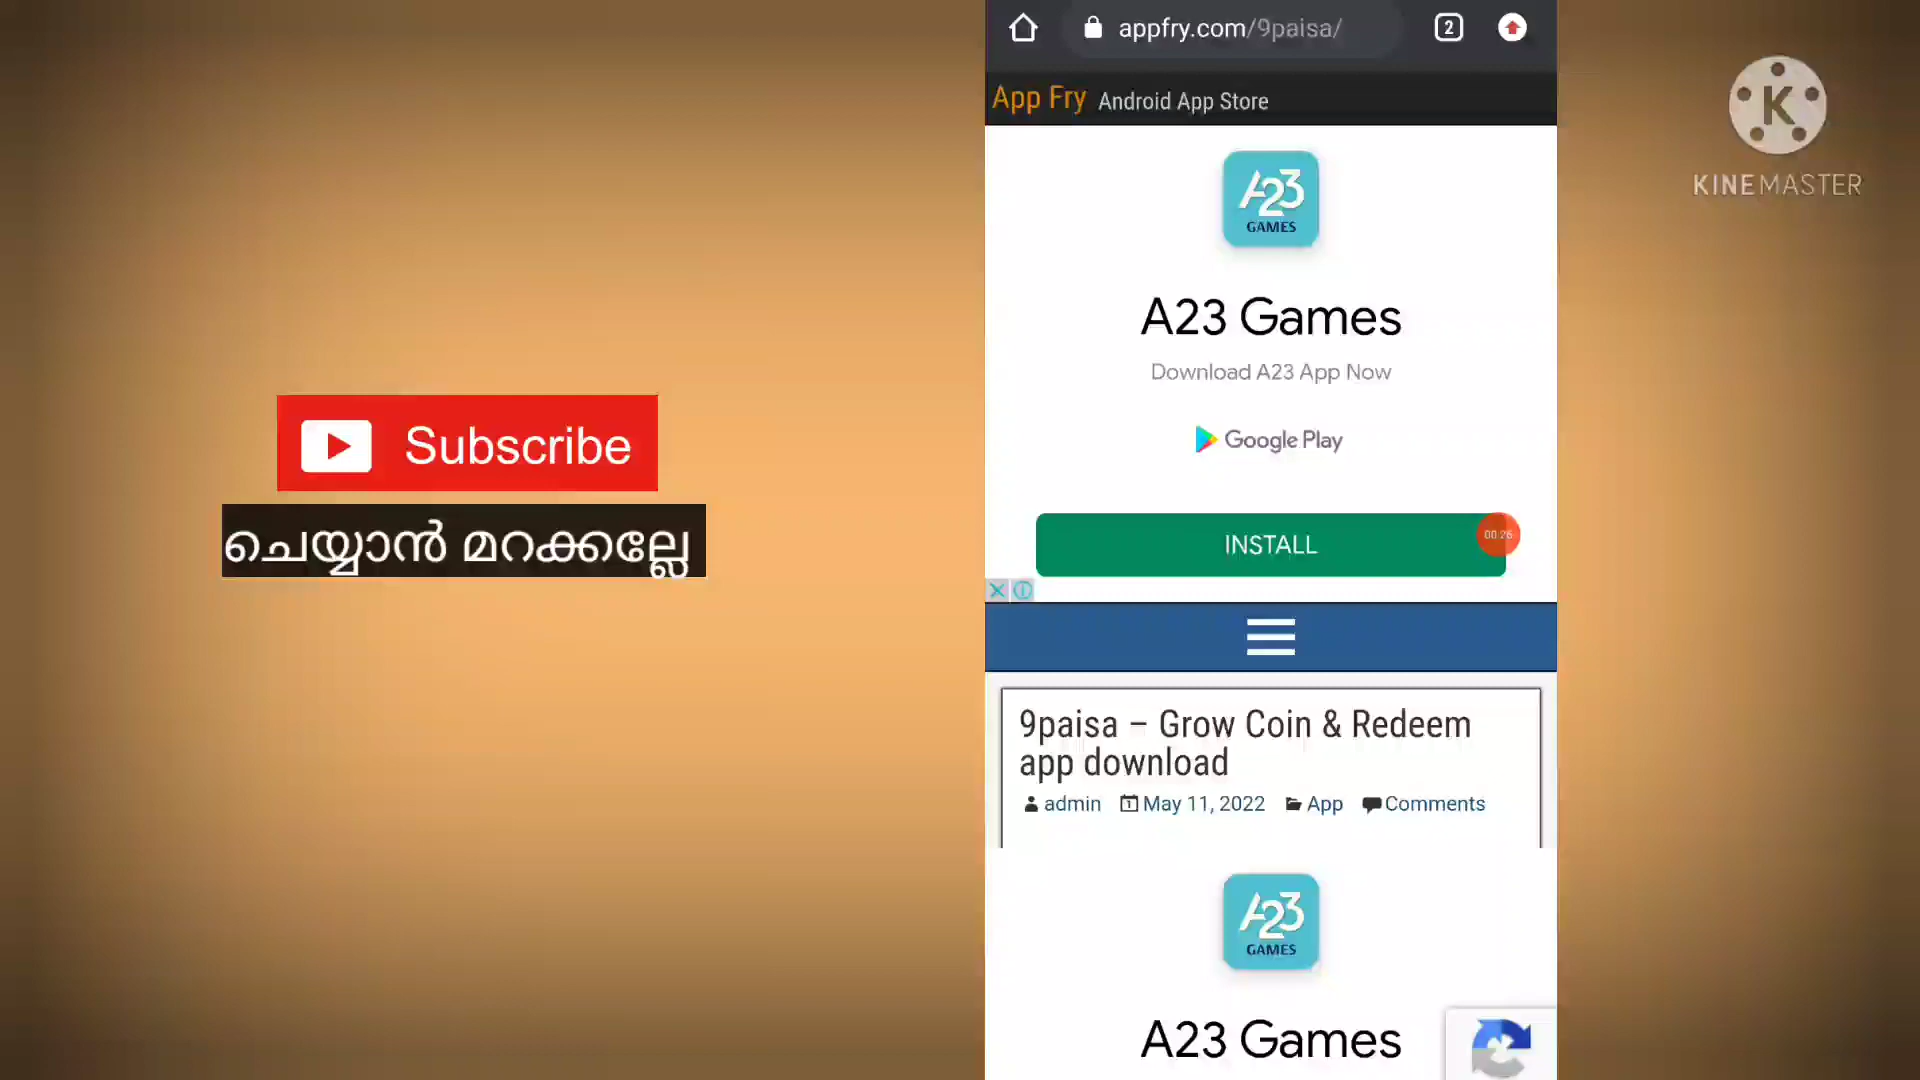 Subscribe
ചെയ്യാൻ മറക്കല്ലേ
appfry.com/9paisa/
2
App Fry Android App Store
A23
GAMES
A23 Games
Download A23 App Now
Google Play
INSTALL
00:26
9paisa – Grow Coin & Redeem
app download
admin May 11, 2022 App Comments
A23
GAMES
A23 Games
K
KINEMASTER